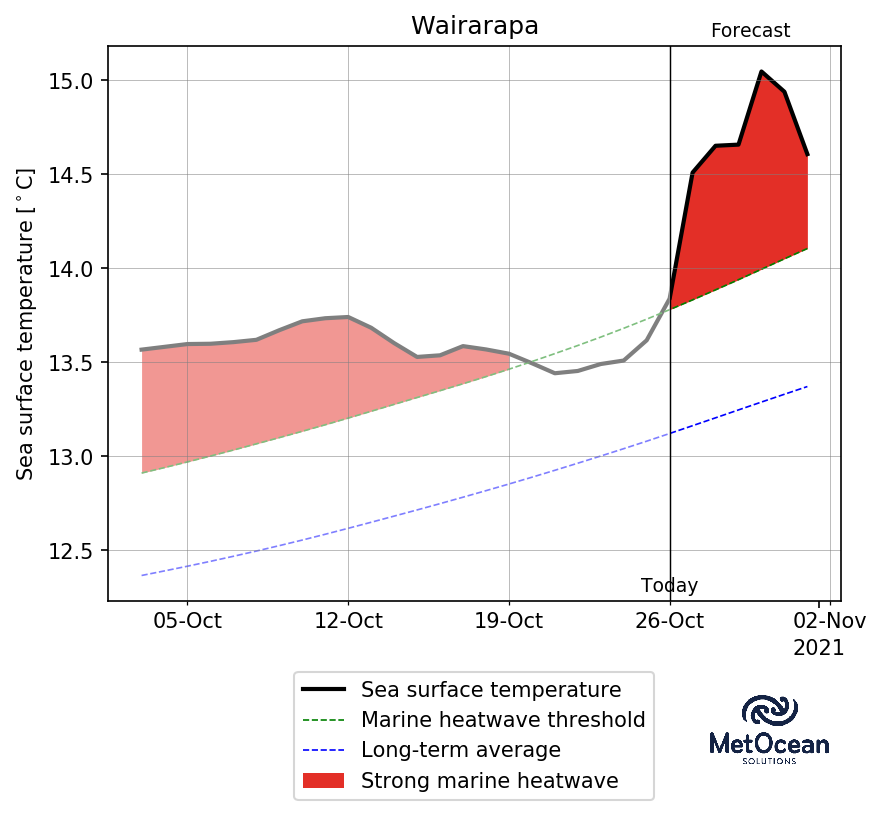 Wairarapa
Forecast
Sea surface temperature [°C]
15.0
14.5
14.0
13.5
13.0
12.5
Today
05-Oct
12-Oct
19-Oct
26-Oct
02-Nov
2021
Sea surface temperature
Marine heatwave threshold
Long-term average
Strong marine heatwave
MetOcean
SOLUTIONS